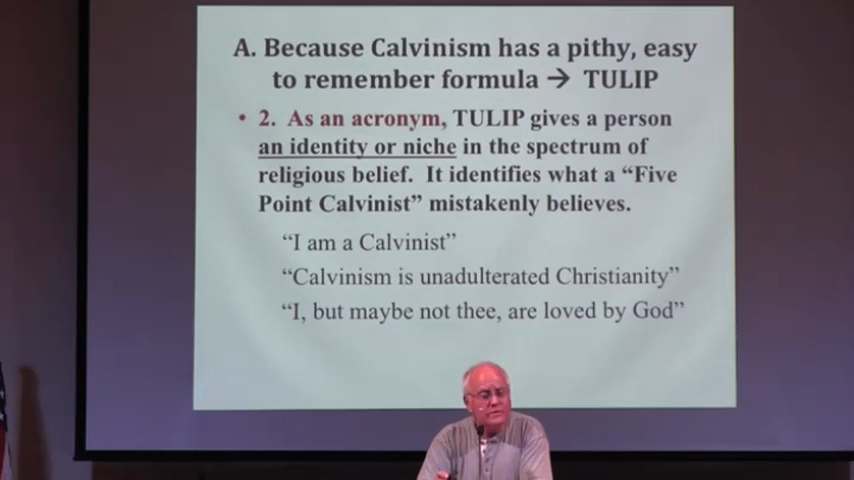 A. Because Calvinism has a pithy, easy
to remember formula → TULIP
• 2. As an acronym, TULIP gives a person
an identity or niche in the spectrum of
religious belief. It identifies what a “Five
Point Calvinist” mistakenly believes.
“I am a Calvinist”
“Calvinism is unadulterated Christianity”
“I, but maybe not thee, are loved by God”